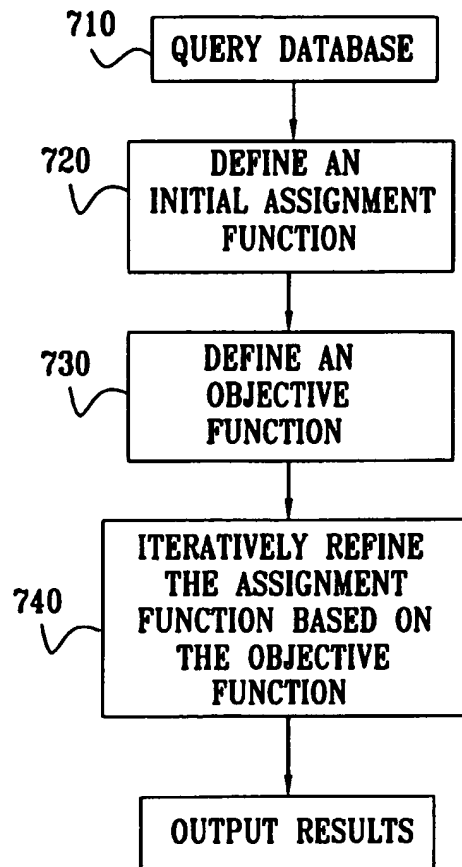 710
QUERY DATABASE
720
DEFINE AN
INITIAL ASSIGNMENT
FUNCTION
730
DEFINE AN
OBJECTIVE
FUNCTION
740
ITERATIVELY REFINE
THE ASSIGNMENT
FUNCTION BASED ON
THE OBJECTIVE
FUNCTION
OUTPUT RESULTS